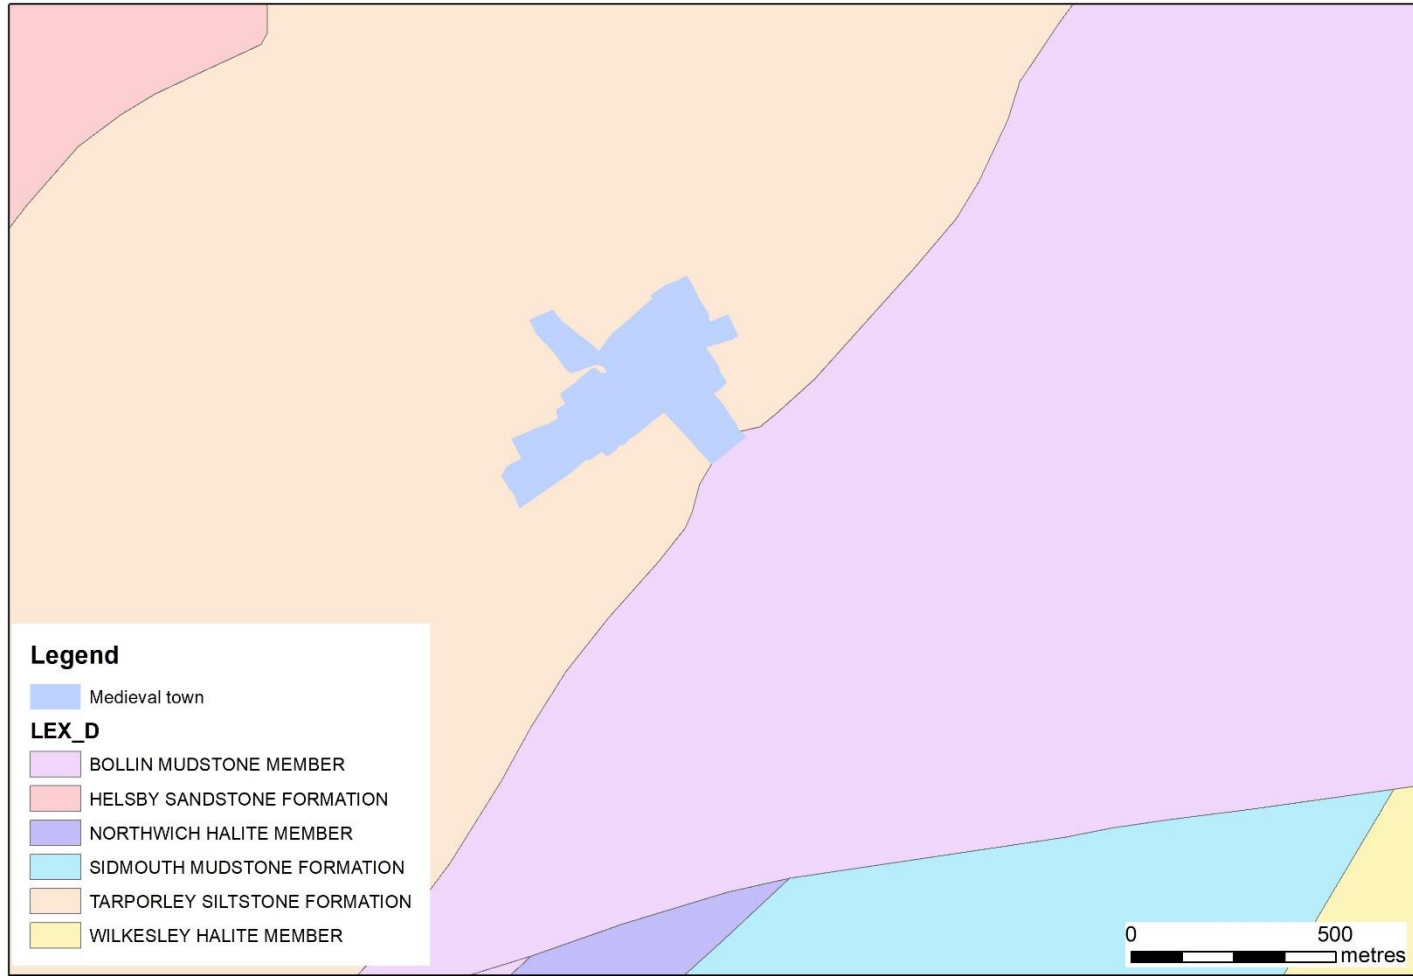 Legend
Medieval town
LEX_D
BOLLIN MUDSTONE MEMBER
HELSBY SANDSTONE FORMATION
NORTHWICH HALITE MEMBER
SIDMOUTH MUDSTONE FORMATION
TARPORLEY SILTSTONE FORMATION
WILKESLEY HALITE MEMBER
0 500
metres